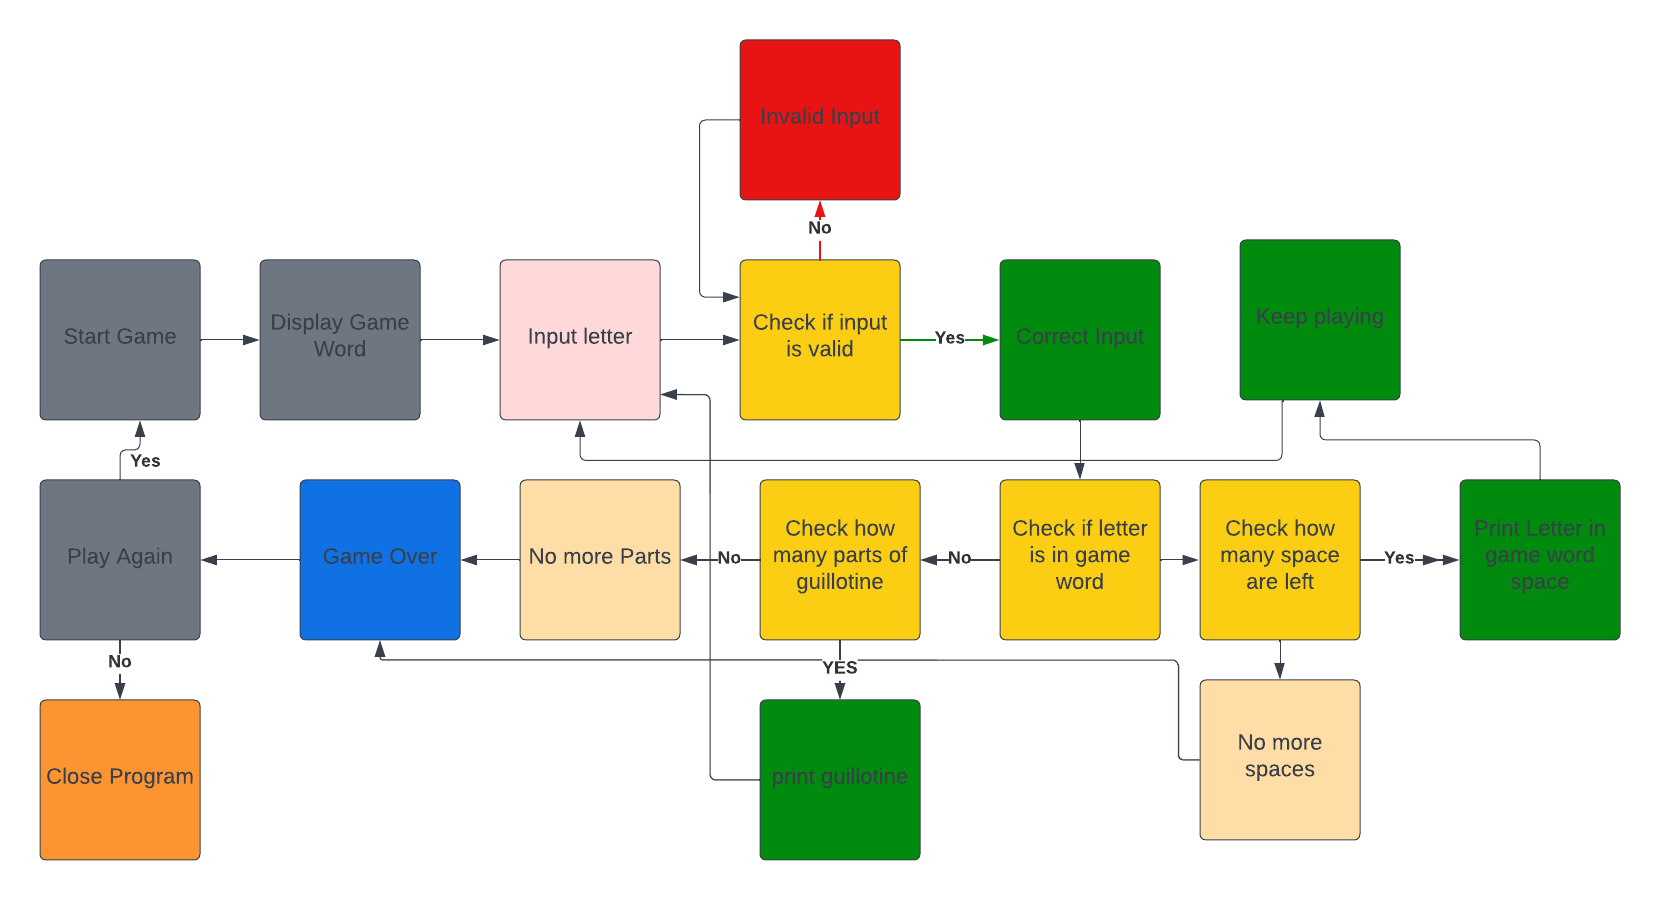 Invalid Input
No
Start Game
Display Game
Word
Input letter
Check if input
is valid
Yes
Correct Input
Keep playing
Yes
Play Again
Game Over
No more Parts
No
Check how
many parts of
guillotine
No
Check if letter
is in game
word
Check how
many space
are left
Yes
Print Letter in
game word
space
No
YES
Close Program
print guillotine
No more
spaces